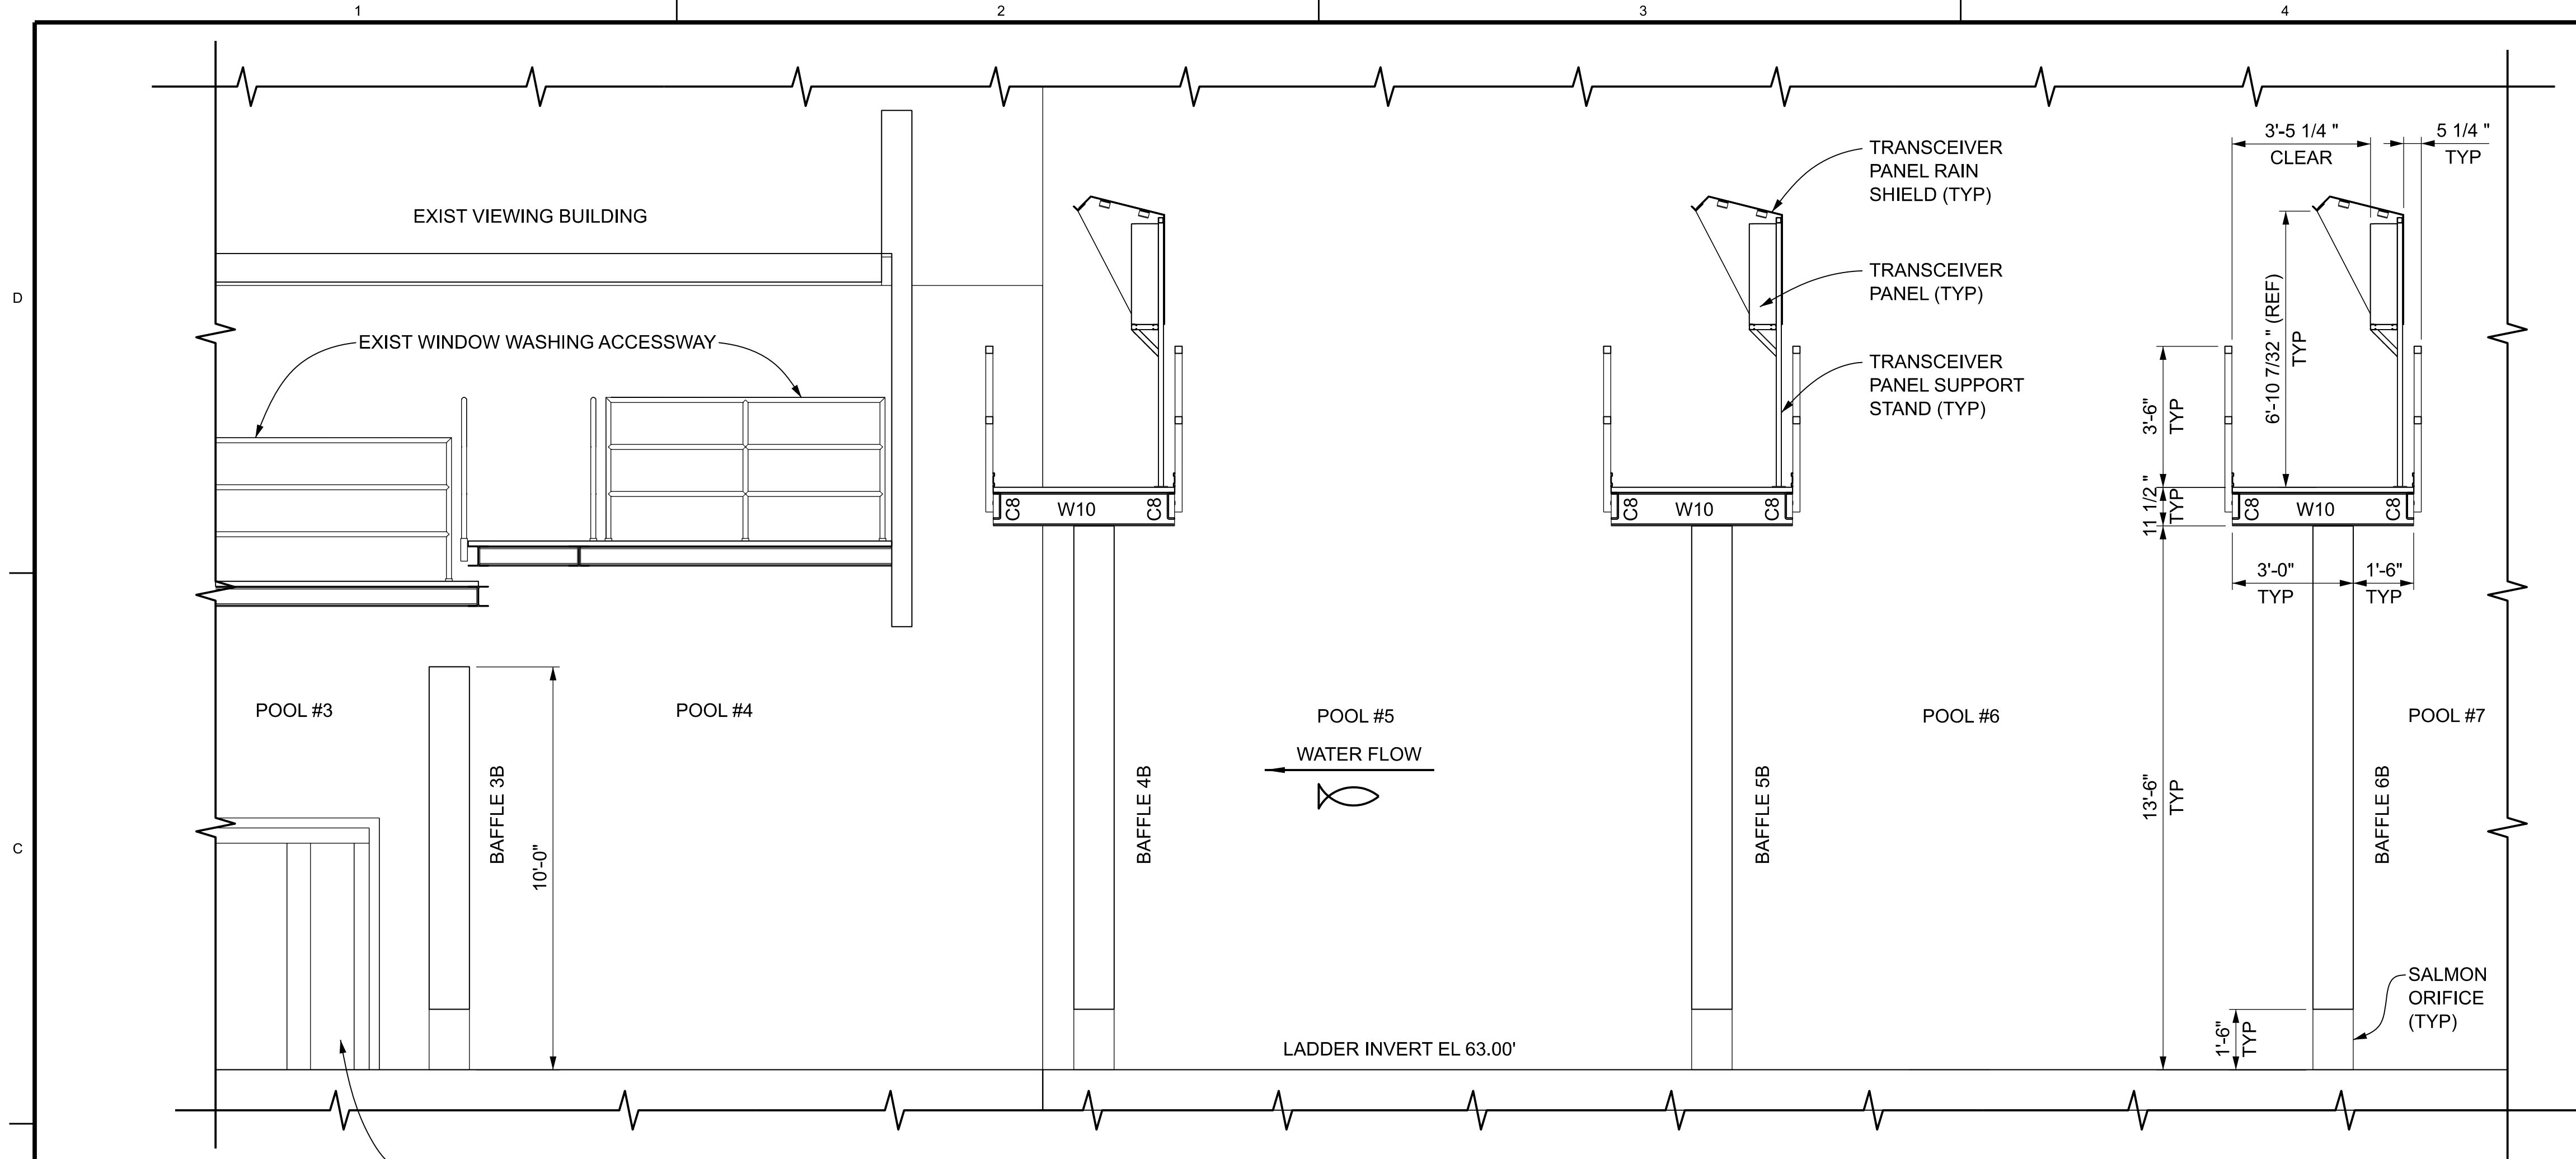 1
2
3
4
D
C
EXIST VIEWING BUILDING
EXIST WINDOW WASHING ACCESSWAY
TRANSCEIVER
PANEL RAIN
SHIELD (TYP)
TRANSCEIVER
PANEL (TYP)
TRANSCEIVER
PANEL SUPPORT
STAND (TYP)
3'-5 1/4 "
CLEAR
5 1/4 "
TYP
6'-10 7/32 " (REF)
TYP
3'-6"
TYP
11 1/2 "
TYP
C8
W10
C8
C8
W10
C8
C8
W10
C8
3'-0"
TYP
1'-6"
TYP
POOL #3
POOL #4
POOL #5
POOL #6
POOL #7
WATER FLOW
BAFFLE 3B
10'-0"
BAFFLE 4B
BAFFLE 5B
13'-6"
TYP
BAFFLE 6B
SALMON
ORIFICE
(TYP)
1'-6"
TYP
LADDER INVERT EL 63.00'